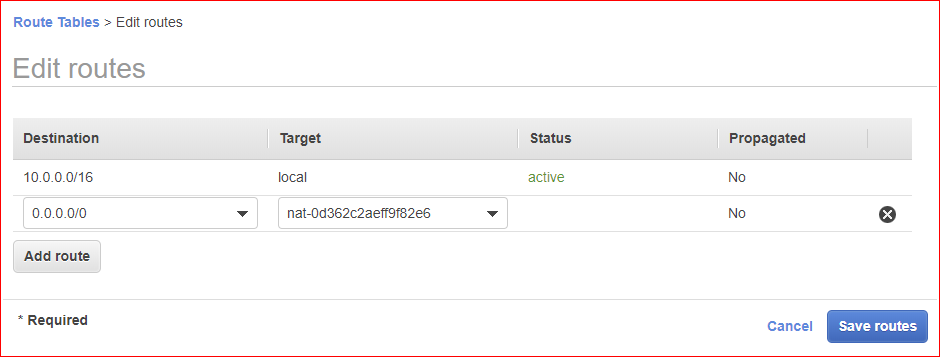 Route Tables > Edit routes
Edit routes
Destination Target Status Propagated
10.0.0.0/16 local active No
0.0.0.0/0 nat-0d362c2aeff9f82e6 No
Add route
* Required
Cancel Save routes